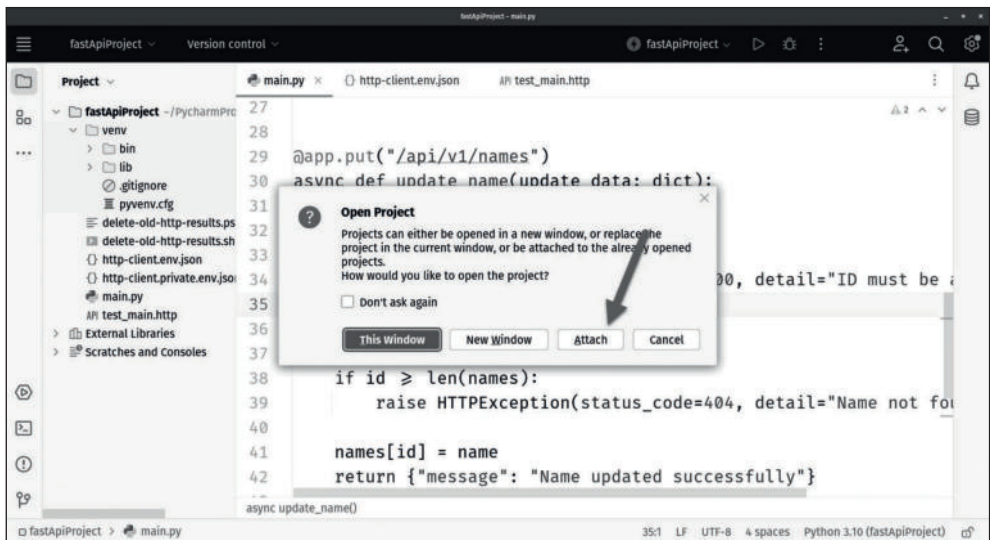 fastApiProject – main.py
fastApiProject
Version control
fastApiProject
Project
main.py ×
{} http-client.env.json
API test_main.http
fastApiProject ~/PycharmPro
venv
bin
lib
.gitignore
pyvenv.cfg
delete-old-http-results.ps
delete-old-http-results.sh
{} http-client.env.json
{} http-client.private.env.jso
main.py
API test_main.http
External Libraries
Scratches and Consoles
2
27
28
29 @app.put("/api/v1/names")
30 async def update_name(update_data: dict):
31
32
33
34 00, detail="ID must be a
35
36
37
38 if id ≥ len(names):
39 raise HTTPException(status_code=404, detail="Name not fou
40
41 names[id] = name
42 return {"message": "Name updated successfully"}
async update_name()
Open Project
Projects can either be opened in a new window, or replace the
project in the current window, or be attached to the already opened
projects.
How would you like to open the project?
Don't ask again
This Window
New Window
Attach
Cancel
fastApiProject > main.py
35:1 LF UTF-8 4 spaces Python 3.10 (fastApiProject)